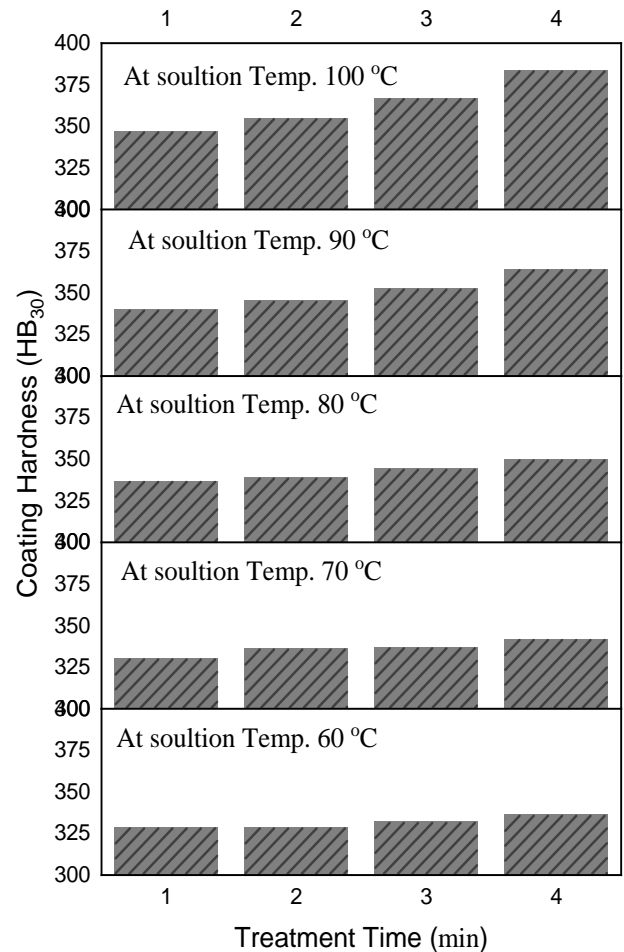 1 2 3 4
400
At soultion Temp. 100 °C
375
350
325
300
400
At soultion Temp. 90 °C
375
350
325
300
400
At soultion Temp. 80 °C
375
350
325
300
400
At soultion Temp. 70 °C
375
350
325
300
400
At soultion Temp. 60 °C
375
350
325
300
1 2 3 4
Coating Hardness (HB30)
Treatment Time (min)